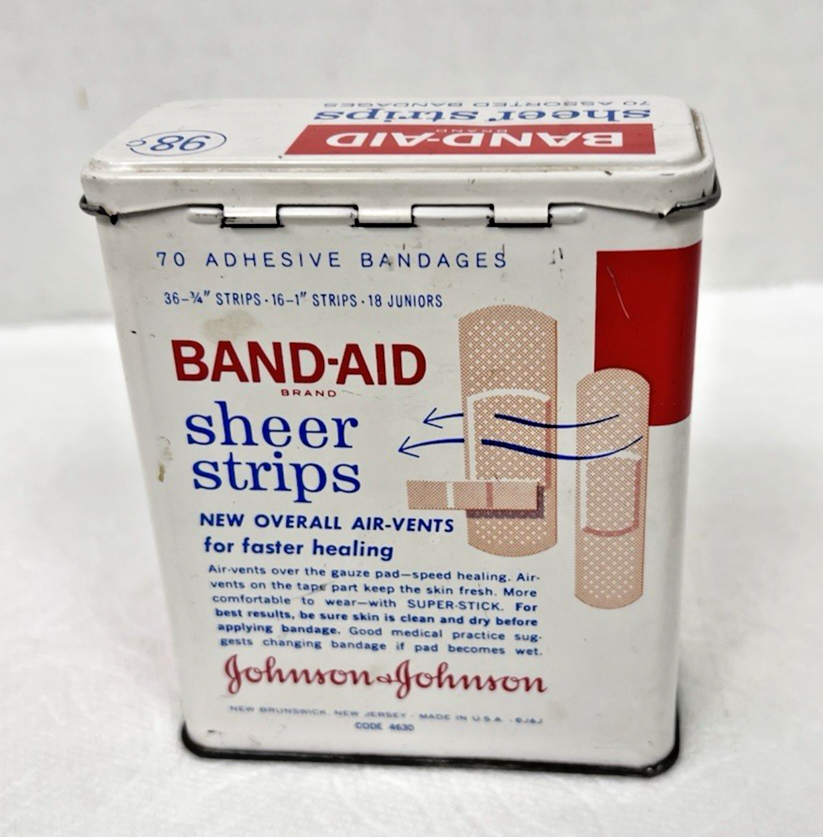 BAND-AID
BRAND
sheer strips
70 ASSORTED BANDAGES
98c
70 ADHESIVE BANDAGES
36-¾" STRIPS · 16-1" STRIPS · 18 JUNIORS
BAND-AID
BRAND
sheer
strips
NEW OVERALL AIR-VENTS
for faster healing
Air-vents over the gauze pad—speed healing. Air-
vents on the tape part keep the skin fresh. More
comfortable to wear—with SUPER-STICK. For
best results, be sure skin is clean and dry before
applying bandage. Good medical practice sug-
gests changing bandage if pad becomes wet.
Johnson & Johnson
NEW BRUNSWICK, NEW JERSEY · MADE IN U.S.A. · ©J&J
CODE 4630